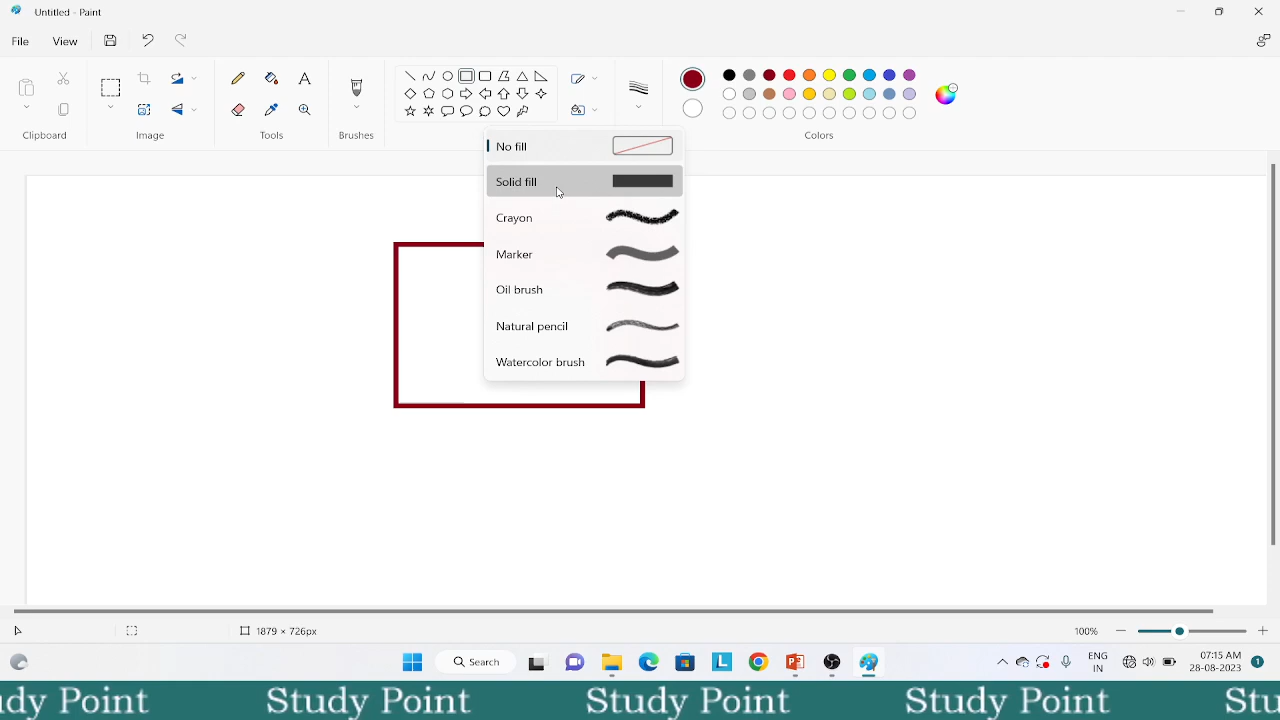 Untitled - Paint
File View
Clipboard
Image
Tools
Brushes
Colors
No fill
Solid fill
Crayon
Marker
Oil brush
Natural pencil
Watercolor brush
1879 × 726px
100%
Search
ENG
IN
07:15 AM
28-08-2023
1
dy Point Study Point Study Point Study Point Stu